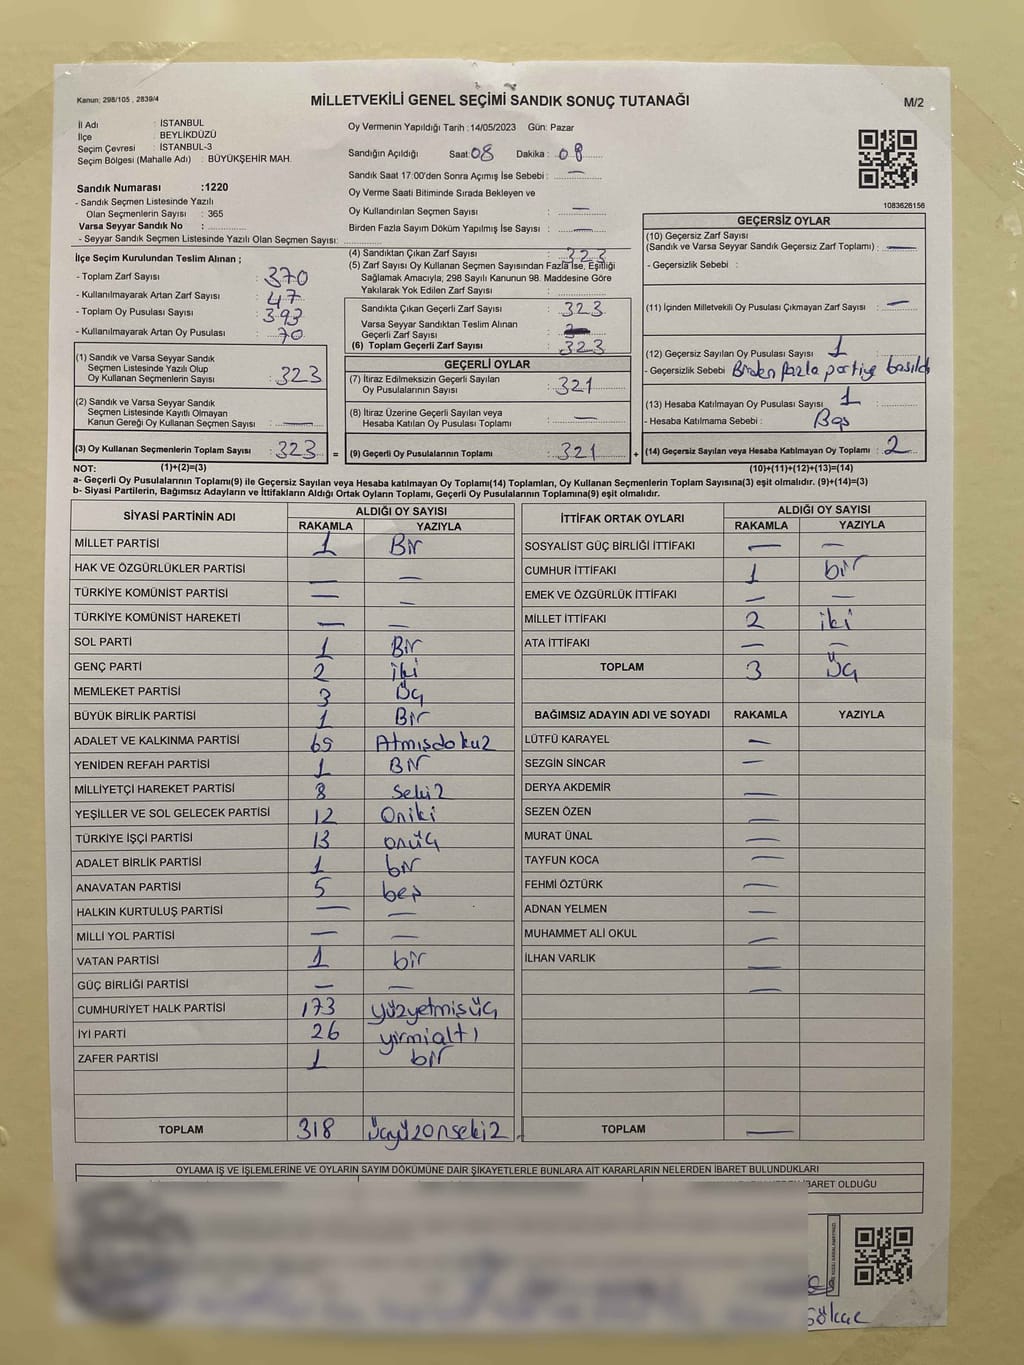 Kanun; 298/105 , 2839/4
MİLLETVEKİLİ GENEL SEÇİMİ SANDIK SONUÇ TUTANAĞI
M/2
İl Adı : İSTANBUL
İlçe : BEYLİKDÜZÜ
Seçim Çevresi : İSTANBUL-3
Seçim Bölgesi (Mahalle Adı) : BÜYÜKŞEHİR MAH.
Sandık Numarası :1220
- Sandık Seçmen Listesinde Yazılı
Olan Seçmenlerin Sayısı : 365
Varsa Seyyar Sandık No :
- Seyyar Sandık Seçmen Listesinde Yazılı Olan Seçmen Sayısı:
Oy Vermenin Yapıldığı Tarih : 14/05/2023 Gün: Pazar
Sandığın Açıldığı Saat 08 Dakika : 08
Sandık Saat 17:00'den Sonra Açılmış İse Sebebi : —
Oy Verme Saati Bitiminde Sırada Bekleyen ve
Oy Kullandırılan Seçmen Sayısı : —
Birden Fazla Sayım Döküm Yapılmış İse Sayısı : —
1083626156
İlçe Seçim Kurulundan Teslim Alınan ;
- Toplam Zarf Sayısı : 370
- Kullanılmayarak Artan Zarf Sayısı : 47
- Toplam Oy Pusulası Sayısı : 393
- Kullanılmayarak Artan Oy Pusulası : 70
(1) Sandık ve Varsa Seyyar Sandık
Seçmen Listesinde Yazılı Olup
Oy Kullanan Seçmenlerin Sayısı : 323
(2) Sandık ve Varsa Seyyar Sandık
Seçmen Listesinde Kayıtlı Olmayan
Kanun Gereği Oy Kullanan Seçmen Sayısı : —
(3) Oy Kullanan Seçmenlerin Toplam Sayısı : 323 =
(4) Sandıktan Çıkan Zarf Sayısı : 323
(5) Zarf Sayısı Oy Kullanan Seçmen Sayısından Fazla İse, Eşitliği
Sağlamak Amacıyla; 298 Sayılı Kanunun 98. Maddesine Göre
Yakılarak Yok Edilen Zarf Sayısı :
Sandıkta Çıkan Geçerli Zarf Sayısı : 323
Varsa Seyyar Sandıktan Teslim Alınan
Geçerli Zarf Sayısı :
(6) Toplam Geçerli Zarf Sayısı : 323
GEÇERLİ OYLAR
(7) İtiraz Edilmeksizin Geçerli Sayılan
Oy Pusulalarının Sayısı : 321
(8) İtiraz Üzerine Geçerli Sayılan veya
Hesaba Katılan Oy Pusulası Toplamı : —
(9) Geçerli Oy Pusulalarının Toplamı : 321 +
GEÇERSİZ OYLAR
(10) Geçersiz Zarf Sayısı
(Sandık ve Varsa Seyyar Sandık Geçersiz Zarf Toplamı) : —
- Geçersizlik Sebebi :
(11) İçinden Milletvekili Oy Pusulası Çıkmayan Zarf Sayısı : —
(12) Geçersiz Sayılan Oy Pusulası Sayısı : 1
- Geçersizlik Sebebi Birden fazla partiye basıldı
(13) Hesaba Katılmayan Oy Pusulası Sayısı : 1
- Hesaba Katılmama Sebebi : Boş
(14) Geçersiz Sayılan veya Hesaba Katılmayan Oy Toplamı : 2
NOT: (1)+(2)=(3) (10)+(11)+(12)+(13)=(14)
a- Geçerli Oy Pusulalarının Toplamı(9) ile Geçersiz Sayılan veya Hesaba katılmayan Oy Toplamı(14) Toplamları, Oy Kullanan Seçmenlerin Toplam Sayısına(3) eşit olmalıdır. (9)+(14)=(3)
b- Siyasi Partilerin, Bağımsız Adayların ve İttifakların Aldığı Ortak Oyların Toplamı, Geçerli Oy Pusulalarının Toplamına(9) eşit olmalıdır.
SİYASİ PARTİNİN ADI ALDIĞI OY SAYISI
RAKAMLA YAZIYLA
MİLLET PARTİSİ 1 Bir
HAK VE ÖZGÜRLÜKLER PARTİSİ — —
TÜRKİYE KOMÜNİST PARTİSİ — —
TÜRKİYE KOMÜNİST HAREKETİ — —
SOL PARTİ 1 Bir
GENÇ PARTİ 2 iki
MEMLEKET PARTİSİ 3 Üç
BÜYÜK BİRLİK PARTİSİ 1 Bir
ADALET VE KALKINMA PARTİSİ 69 Atmışdokuz
YENİDEN REFAH PARTİSİ 1 Bir
MİLLİYETÇİ HAREKET PARTİSİ 8 Sekiz
YEŞİLLER VE SOL GELECEK PARTİSİ 12 Oniki
TÜRKİYE İŞÇİ PARTİSİ 13 onüç
ADALET BİRLİK PARTİSİ 1 bir
ANAVATAN PARTİSİ 5 beş
HALKIN KURTULUŞ PARTİSİ — —
MİLLİ YOL PARTİSİ — —
VATAN PARTİSİ 1 bir
GÜÇ BİRLİĞİ PARTİSİ — —
CUMHURİYET HALK PARTİSİ 173 yüzyetmişüç
İYİ PARTİ 26 yirmialtı
ZAFER PARTİSİ 1 bir
TOPLAM 318 üçyüzonsekiz
İTTİFAK ORTAK OYLARI ALDIĞI OY SAYISI
RAKAMLA YAZIYLA
SOSYALİST GÜÇ BİRLİĞİ İTTİFAKI — —
CUMHUR İTTİFAKI 1 bir
EMEK VE ÖZGÜRLÜK İTTİFAKI — —
MİLLET İTTİFAKI 2 iki
ATA İTTİFAKI — —
TOPLAM 3 Üç
BAĞIMSIZ ADAYIN ADI VE SOYADI RAKAMLA YAZIYLA
LÜTFÜ KARAYEL —
SEZGİN SİNCAR —
DERYA AKDEMİR —
SEZEN ÖZEN —
MURAT ÜNAL —
TAYFUN KOCA —
FEHMİ ÖZTÜRK —
ADNAN YELMEN —
MUHAMMET ALİ OKUL —
İLHAN VARLIK —
—
TOPLAM —
OYLAMA İŞ VE İŞLEMLERİNE VE OYLARIN SAYIM DÖKÜMÜNE DAİR ŞİKAYETLERLE BUNLARA AİT KARARLARIN NELERDEN İBARET BULUNDUKLARI
BARET OLDUĞU
Gökçe